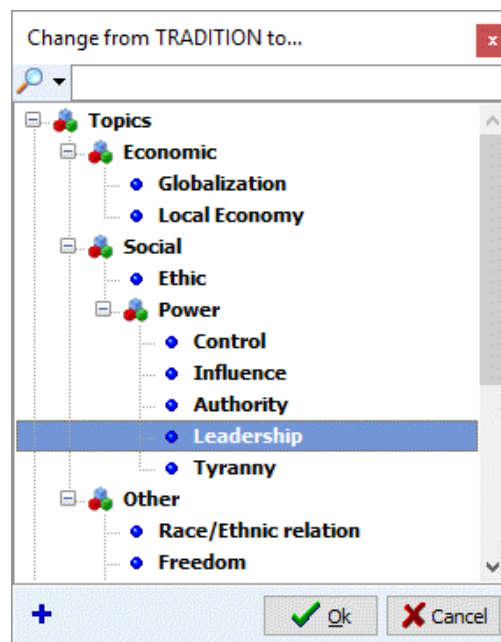 Change from TRADITION to...
x
Topics
Economic
Globalization
Local Economy
Social
Ethic
Power
Control
Influence
Authority
Leadership
Tyranny
Other
Race/Ethnic relation
Freedom
Ok Cancel